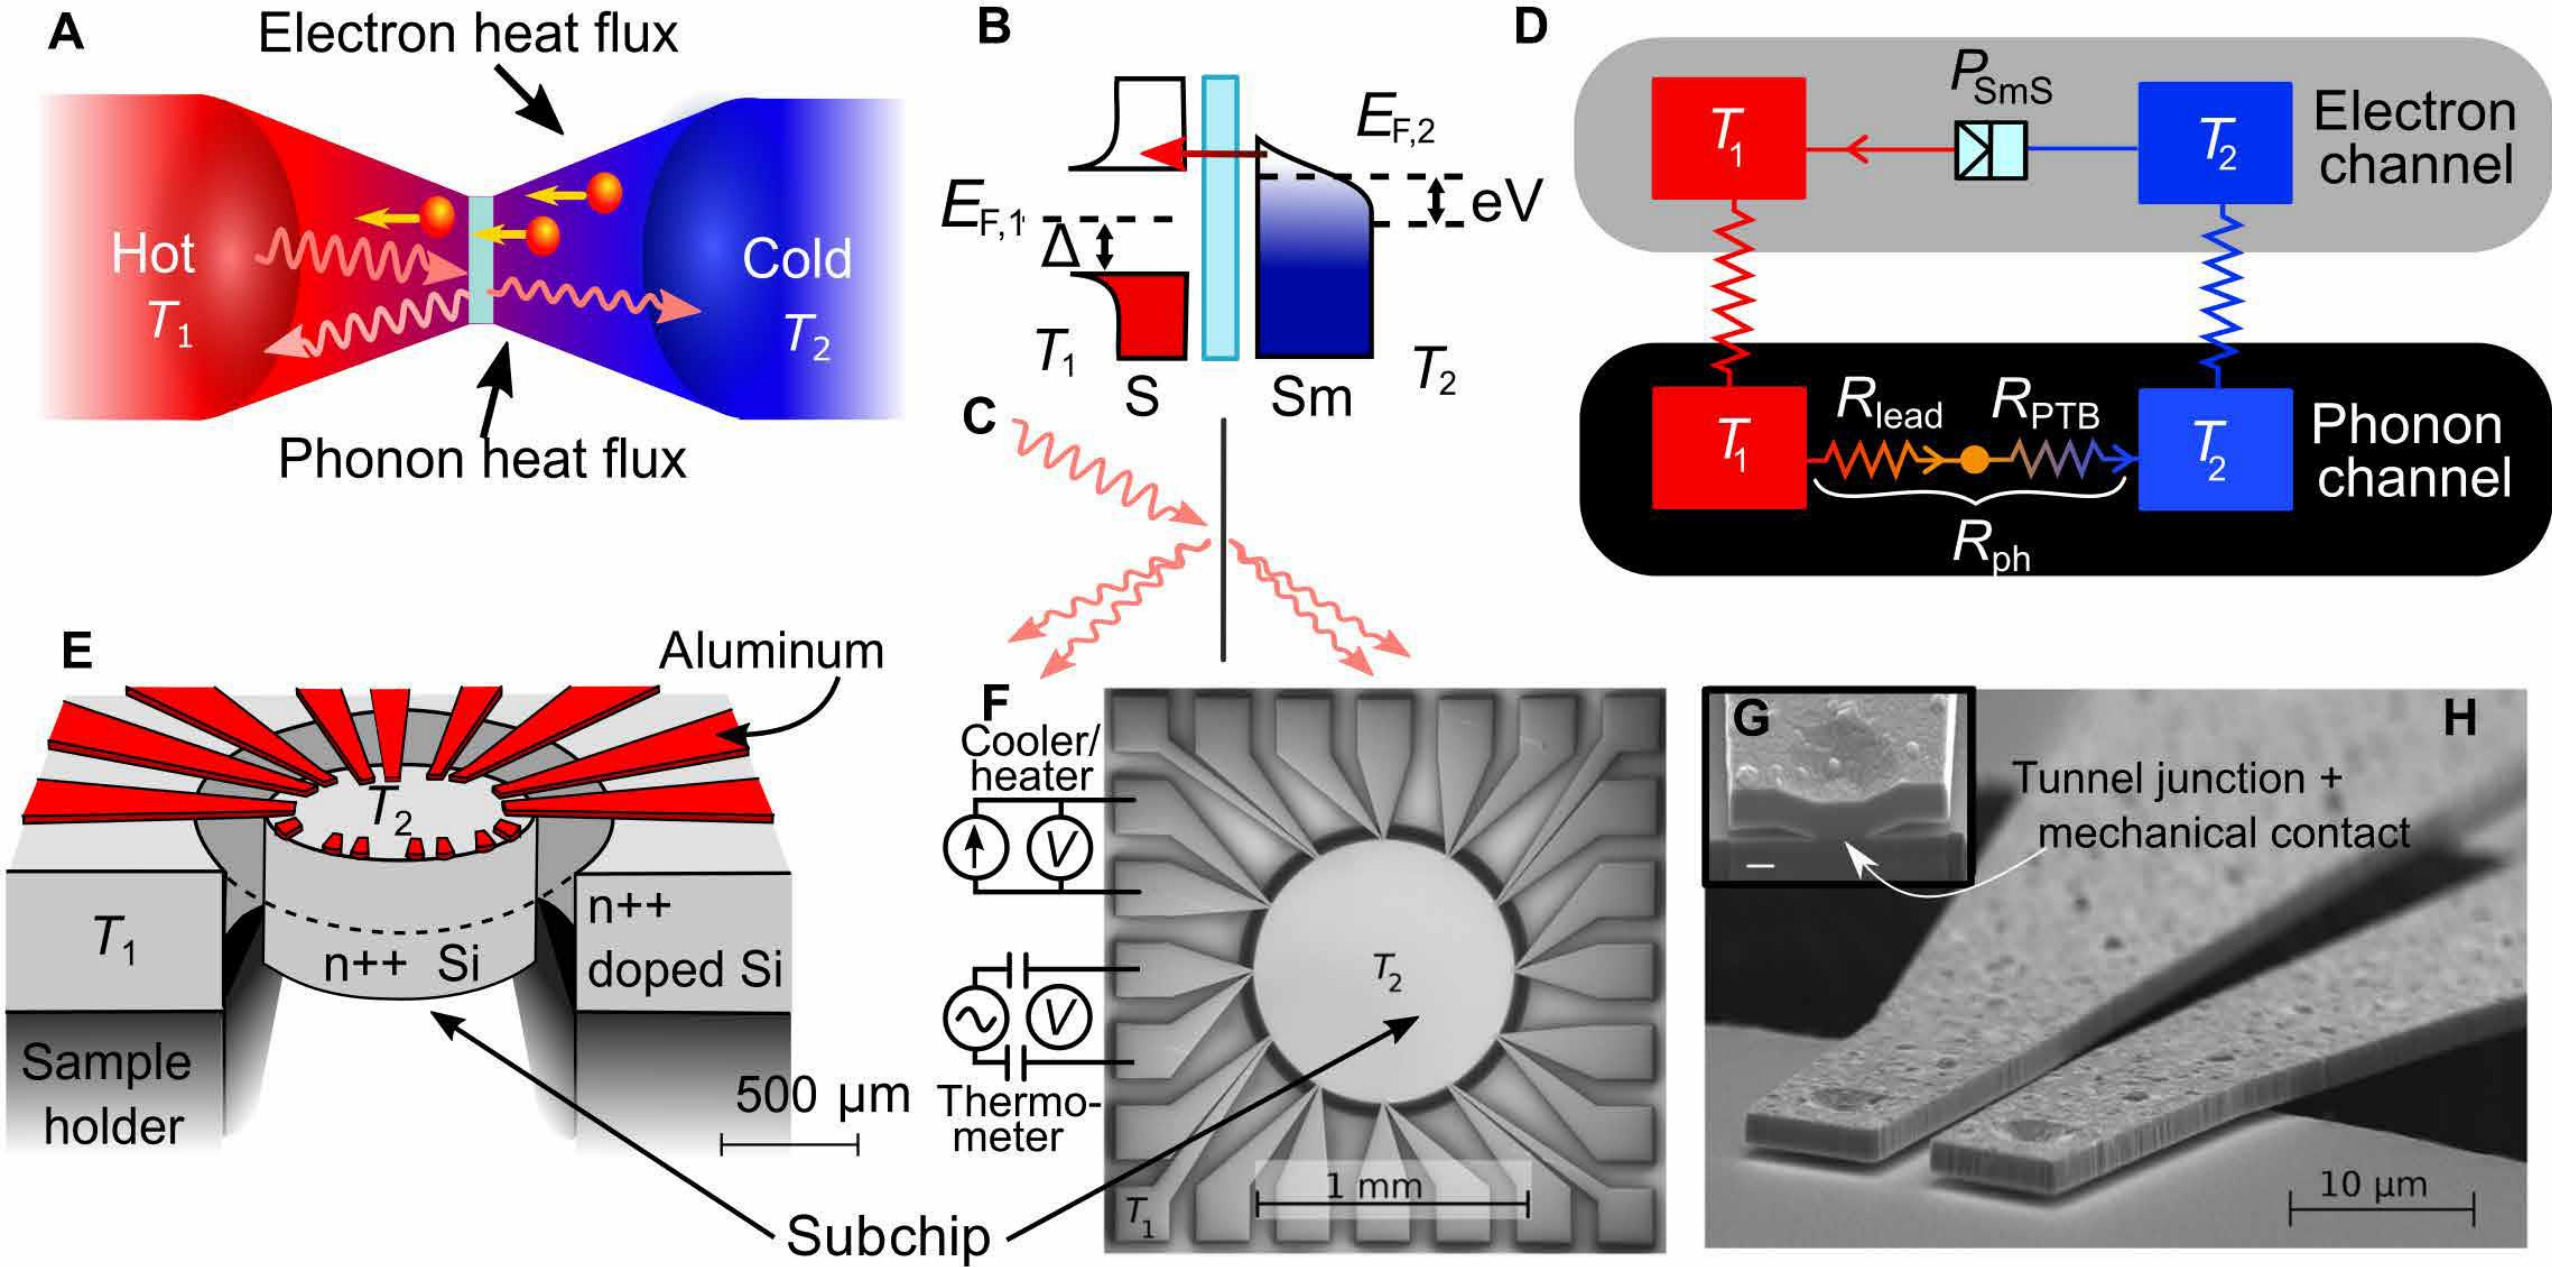 A
Electron heat flux
Hot
T1
Cold
T2
Phonon heat flux
B
EF,1
Δ
EF,2
eV
T1
S
Sm
T2
C
D
PSmS
T1
T2
Electron
channel
T1
Rlead
RPTB
T2
Rph
Phonon
channel
E
Aluminum
T2
T1
n++ Si
n++
doped Si
Sample
holder
500 µm
Subchip
F
Cooler/
heater
V
V
Thermo-
meter
T2
1 mm
T1
G
H
Tunnel junction +
mechanical contact
10 µm